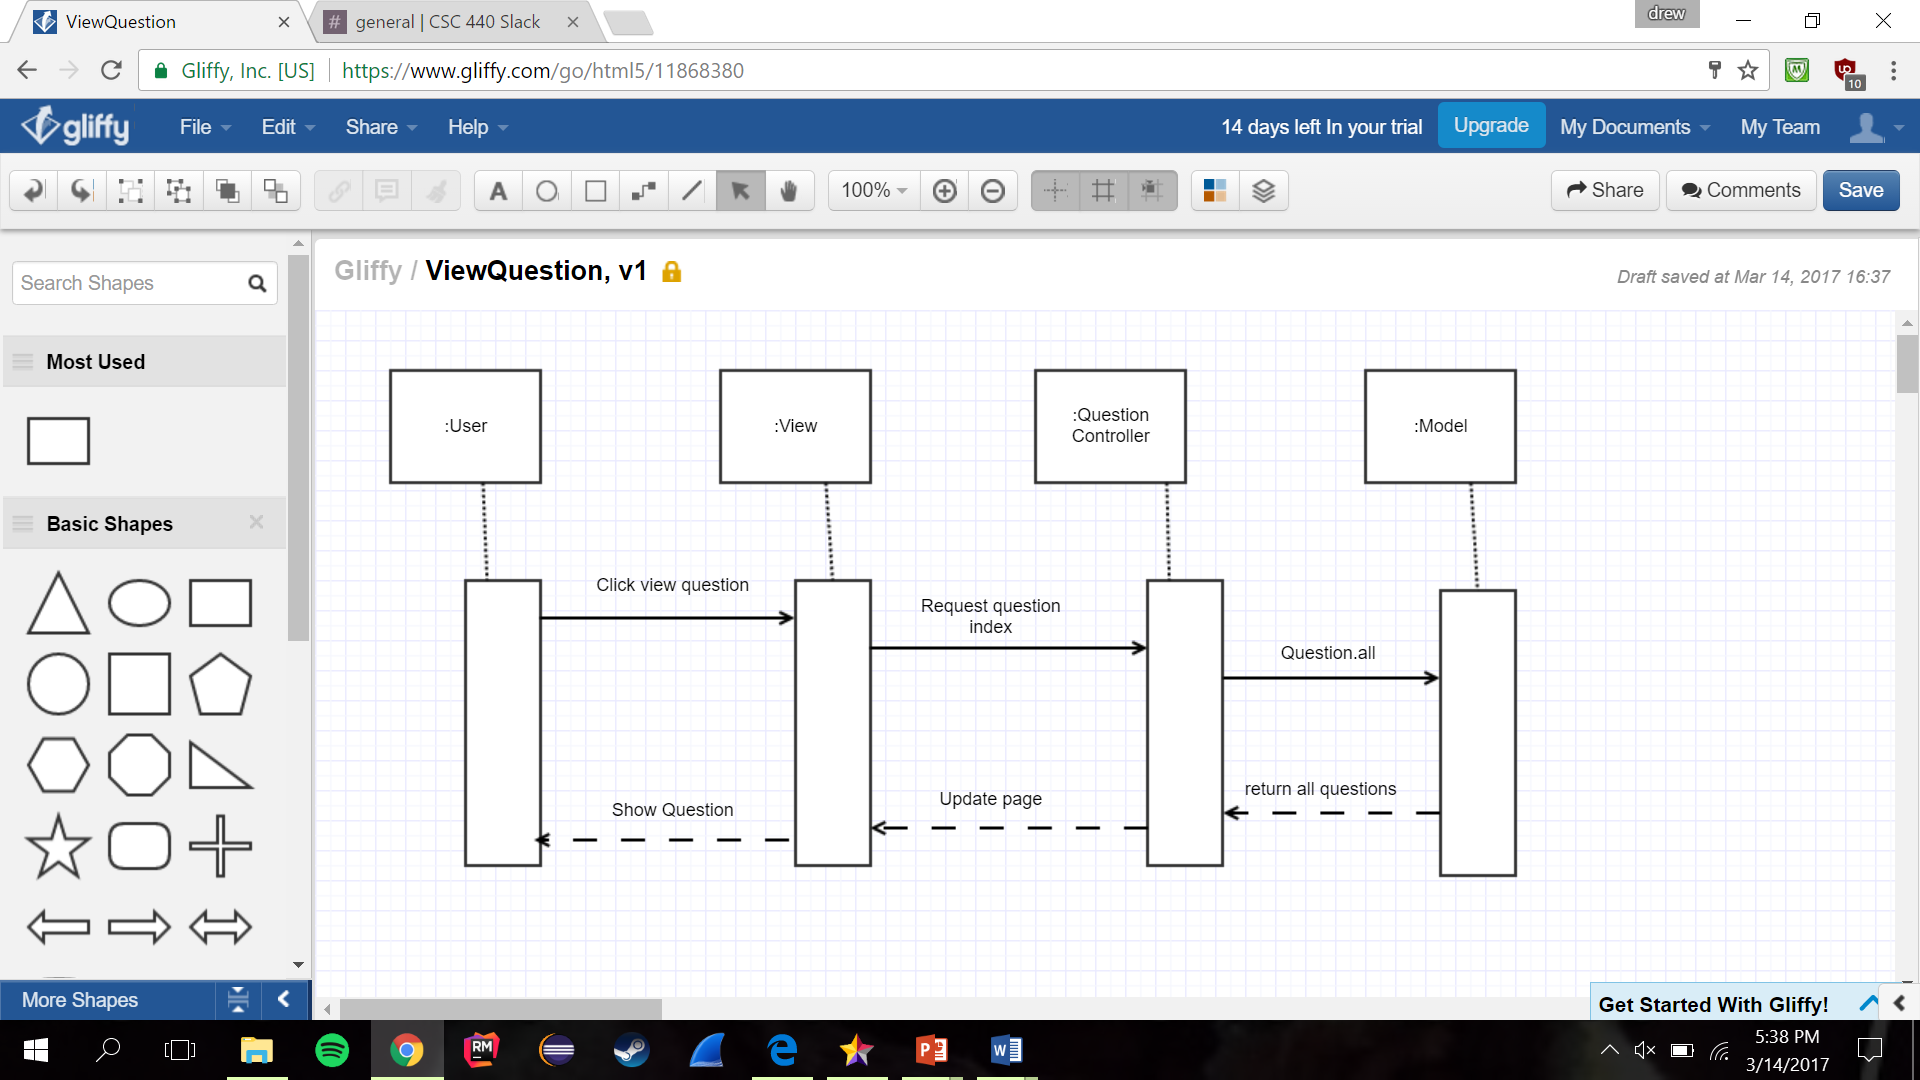 ViewQuestion
general | CSC 440 Slack
drew
Gliffy, Inc. [US]
https://www.gliffy.com/go/html5/11868380
10
gliffy
File
Edit
Share
Help
14 days left In your trial
Upgrade
My Documents
My Team
A
100%
Share
Comments
Save
Search Shapes
Gliffy / ViewQuestion, v1
Draft saved at Mar 14, 2017 16:37
Most Used
Basic Shapes
:User
:View
:Question
Controller
:Model
Click view question
Request question
index
Question.all
return all questions
Update page
Show Question
More Shapes
Get Started With Gliffy!
RM
5:38 PM
3/14/2017